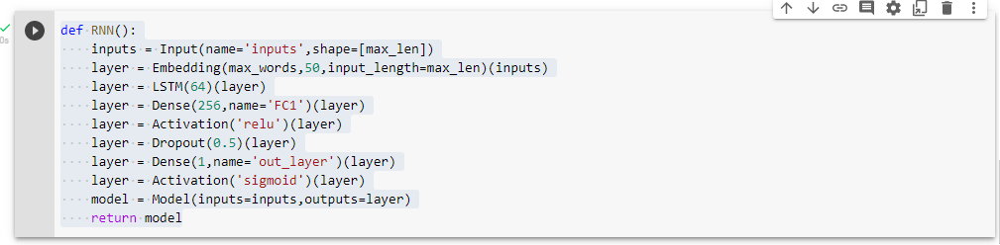 0s
def RNN():
    inputs = Input(name='inputs',shape=[max_len])
    layer = Embedding(max_words,50,input_length=max_len)(inputs)
    layer = LSTM(64)(layer)
    layer = Dense(256,name='FC1')(layer)
    layer = Activation('relu')(layer)
    layer = Dropout(0.5)(layer)
    layer = Dense(1,name='out_layer')(layer)
    layer = Activation('sigmoid')(layer)
    model = Model(inputs=inputs,outputs=layer)
    return model